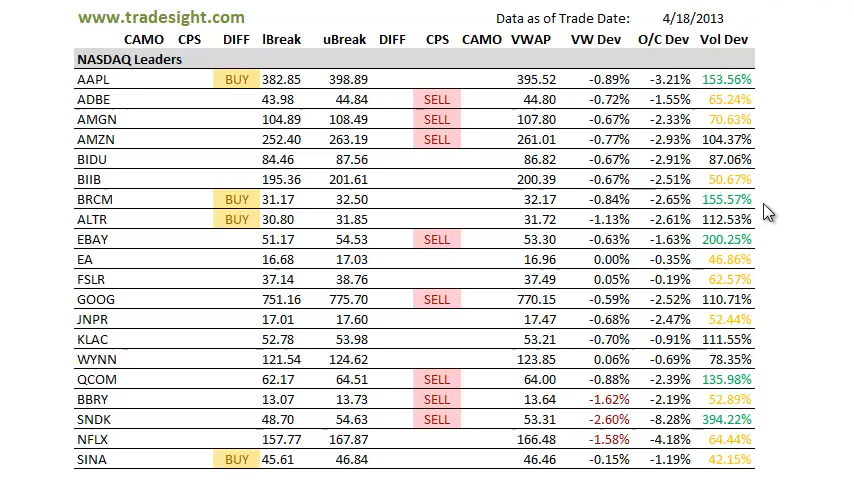 www.tradesight.com Data as of Trade Date: 4/18/2013
CAMO CPS DIFF lBreak uBreak DIFF CPS CAMO VWAP VW Dev O/C Dev Vol Dev
NASDAQ Leaders
AAPL BUY 382.85 398.89 395.52 -0.89% -3.21% 153.56%
ADBE 43.98 44.84 SELL 44.80 -0.72% -1.55% 65.24%
AMGN 104.89 108.49 SELL 107.80 -0.67% -2.33% 70.63%
AMZN 252.40 263.19 SELL 261.01 -0.77% -2.93% 104.37%
BIDU 84.46 87.56 86.82 -0.67% -2.91% 87.06%
BIIB 195.36 201.61 200.39 -0.67% -2.51% 50.67%
BRCM BUY 31.17 32.50 32.17 -0.84% -2.65% 155.57%
ALTR BUY 30.80 31.85 31.72 -1.13% -2.61% 112.53%
EBAY 51.17 54.53 SELL 53.30 -0.63% -1.63% 200.25%
EA 16.68 17.03 16.96 0.00% -0.35% 46.86%
FSLR 37.14 38.76 37.49 0.05% -0.19% 62.57%
GOOG 751.16 775.70 SELL 770.15 -0.59% -2.52% 110.71%
JNPR 17.01 17.60 17.47 -0.68% -2.47% 52.44%
KLAC 52.78 53.98 53.21 -0.70% -0.91% 111.55%
WYNN 121.54 124.62 123.85 0.06% -0.69% 78.35%
QCOM 62.17 64.51 SELL 64.00 -0.88% -2.39% 135.98%
BBRY 13.07 13.73 SELL 13.64 -1.62% -2.19% 52.89%
SNDK 48.70 54.63 SELL 53.31 -2.60% -8.28% 394.22%
NFLX 157.77 167.87 166.48 -1.58% -4.18% 64.44%
SINA BUY 45.61 46.84 46.46 -0.15% -1.19% 42.15%